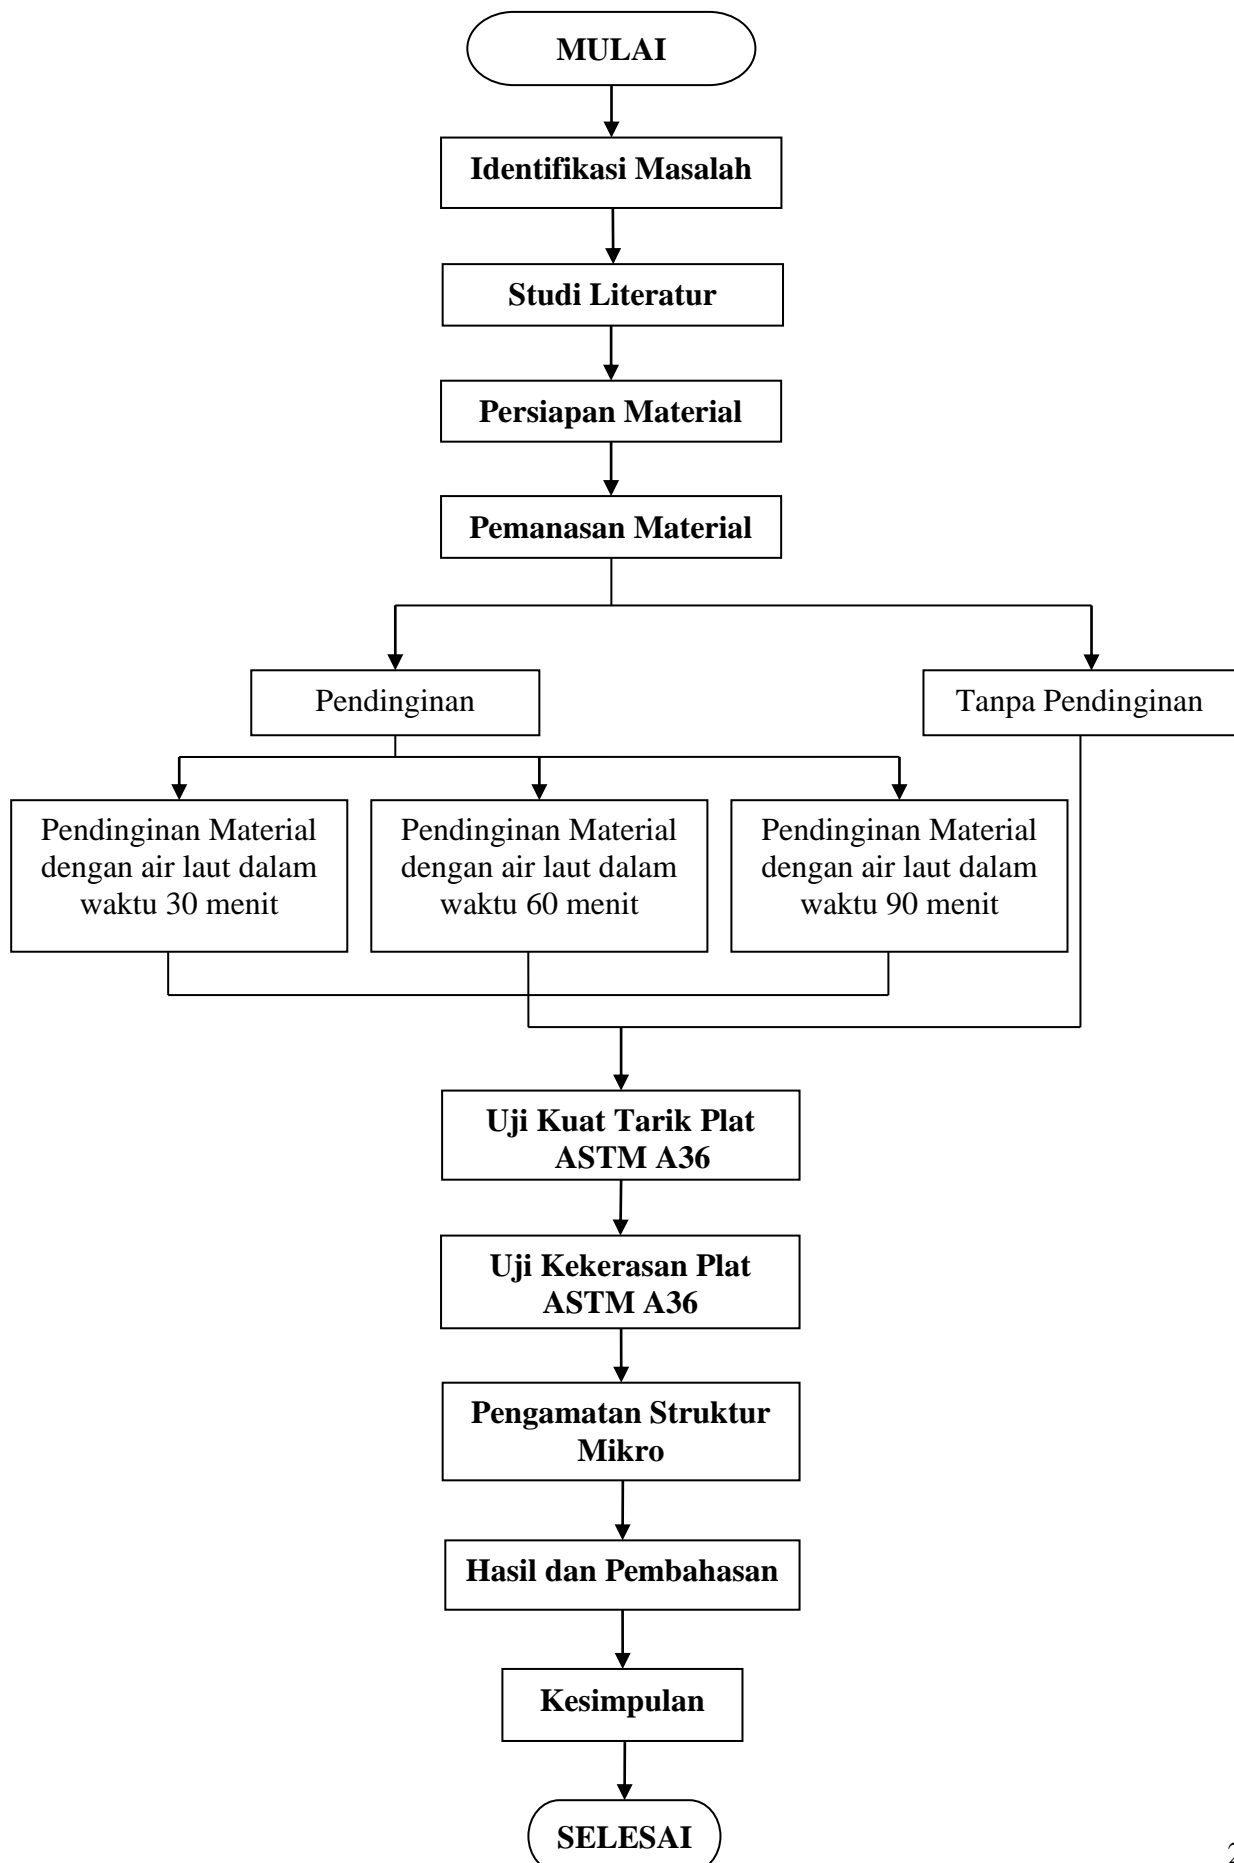 MULAI
Identifikasi Masalah
Studi Literatur
Persiapan Material
Pemanasan Material
Pendinginan
Tanpa Pendinginan
Pendinginan Material
dengan air laut dalam
waktu 30 menit
Pendinginan Material
dengan air laut dalam
waktu 60 menit
Pendinginan Material
dengan air laut dalam
waktu 90 menit
Uji Kuat Tarik Plat
ASTM A36
Uji Kekerasan Plat
ASTM A36
Pengamatan Struktur
Mikro
Hasil dan Pembahasan
Kesimpulan
SELESAI